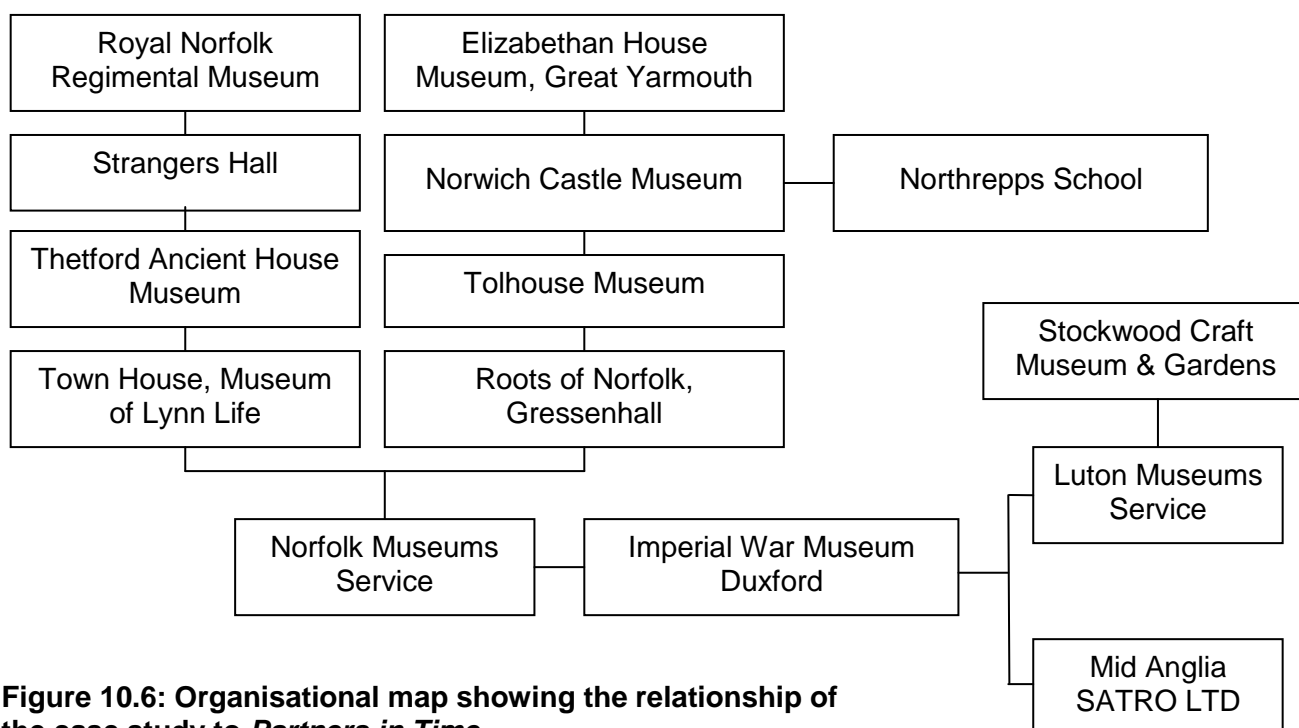 Royal Norfolk
Regimental Museum
Elizabethan House
Museum, Great Yarmouth
Strangers Hall
Norwich Castle Museum
Northrepps School
Thetford Ancient House
Museum
Tolhouse Museum
Stockwood Craft
Museum & Gardens
Town House, Museum
of Lynn Life
Roots of Norfolk,
Gressenhall
Luton Museums
Service
Norfolk Museums
Service
Imperial War Museum
Duxford
Mid Anglia
SATRO LTD
Figure 10.6: Organisational map showing the relationship of
the case study to Partners in Time